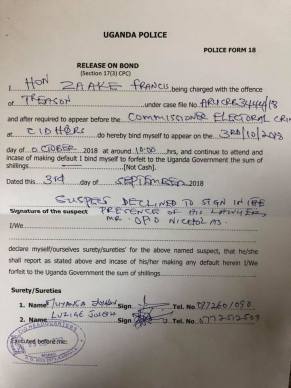 UGANDA POLICE
POLICE FORM 18
RELEASE ON BOND
(Section 17(3) CPC)
I HON ZAAKE FRANCIS being charged with the offence
of TREASON under case file No
and after required to appear before the COMMISSIONER ELECTORAL CRI
at CID HQRS do hereby bind myself to appear on the 3RD/10/2018
day of OCTOBER 2018 at around 10:00 hrs, and continue to attend and
incase of making default I bind myself to forfeit to the Uganda Government the sum of
shillings [Not Cash].
Dated this 3rd day of SEPTEMBER 2018
SUSPECT DECLINED TO SIGN IN THE
Signature of the suspect PRESENCE OF HIS LAWYERS
I/We MR. OPIO
declare myself/ourselves surety/sureties' for the above named suspect, that he/she
shall report as stated above and incase of his/her making any default herein I/We
forfeit to the Uganda Government the sum of
shillings
Surety/Sureties
1. Name Sign. Tel. No.
2. Name LUZIGE JOSEPH Sign Tel. No. 0772512509
Executed before me: